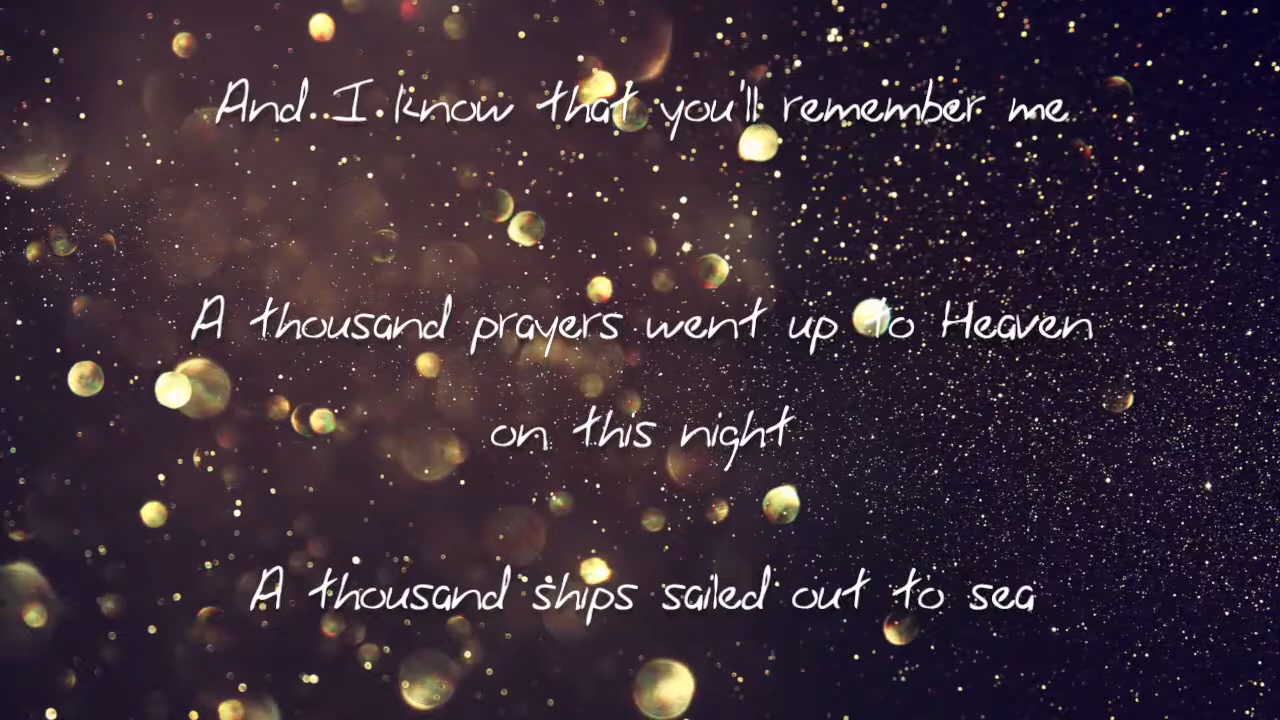 And I know that you'll remember me
A thousand prayers went up to Heaven
on this night
A thousand ships sailed out to sea